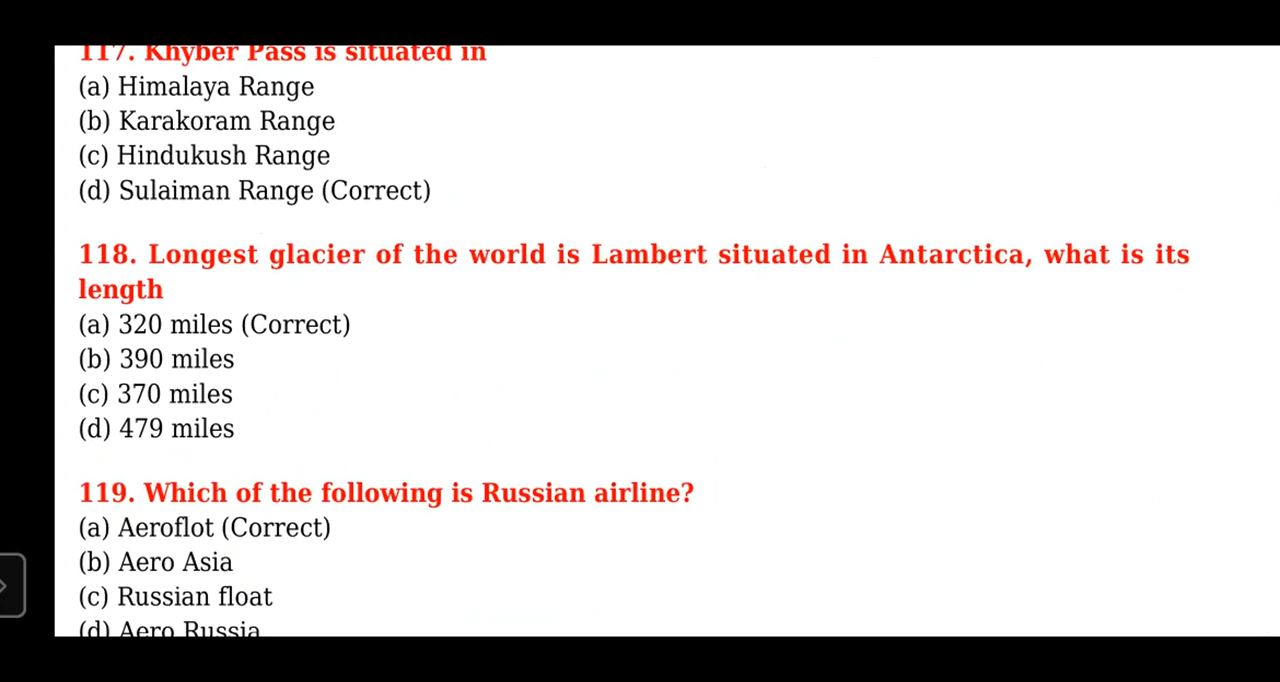 117. Khyber Pass is situated in
(a) Himalaya Range
(b) Karakoram Range
(c) Hindukush Range
(d) Sulaiman Range (Correct)
118. Longest glacier of the world is Lambert situated in Antarctica, what is its
length
(a) 320 miles (Correct)
(b) 390 miles
(c) 370 miles
(d) 479 miles
119. Which of the following is Russian airline?
(a) Aeroflot (Correct)
(b) Aero Asia
(c) Russian float
(d) Aero Russia